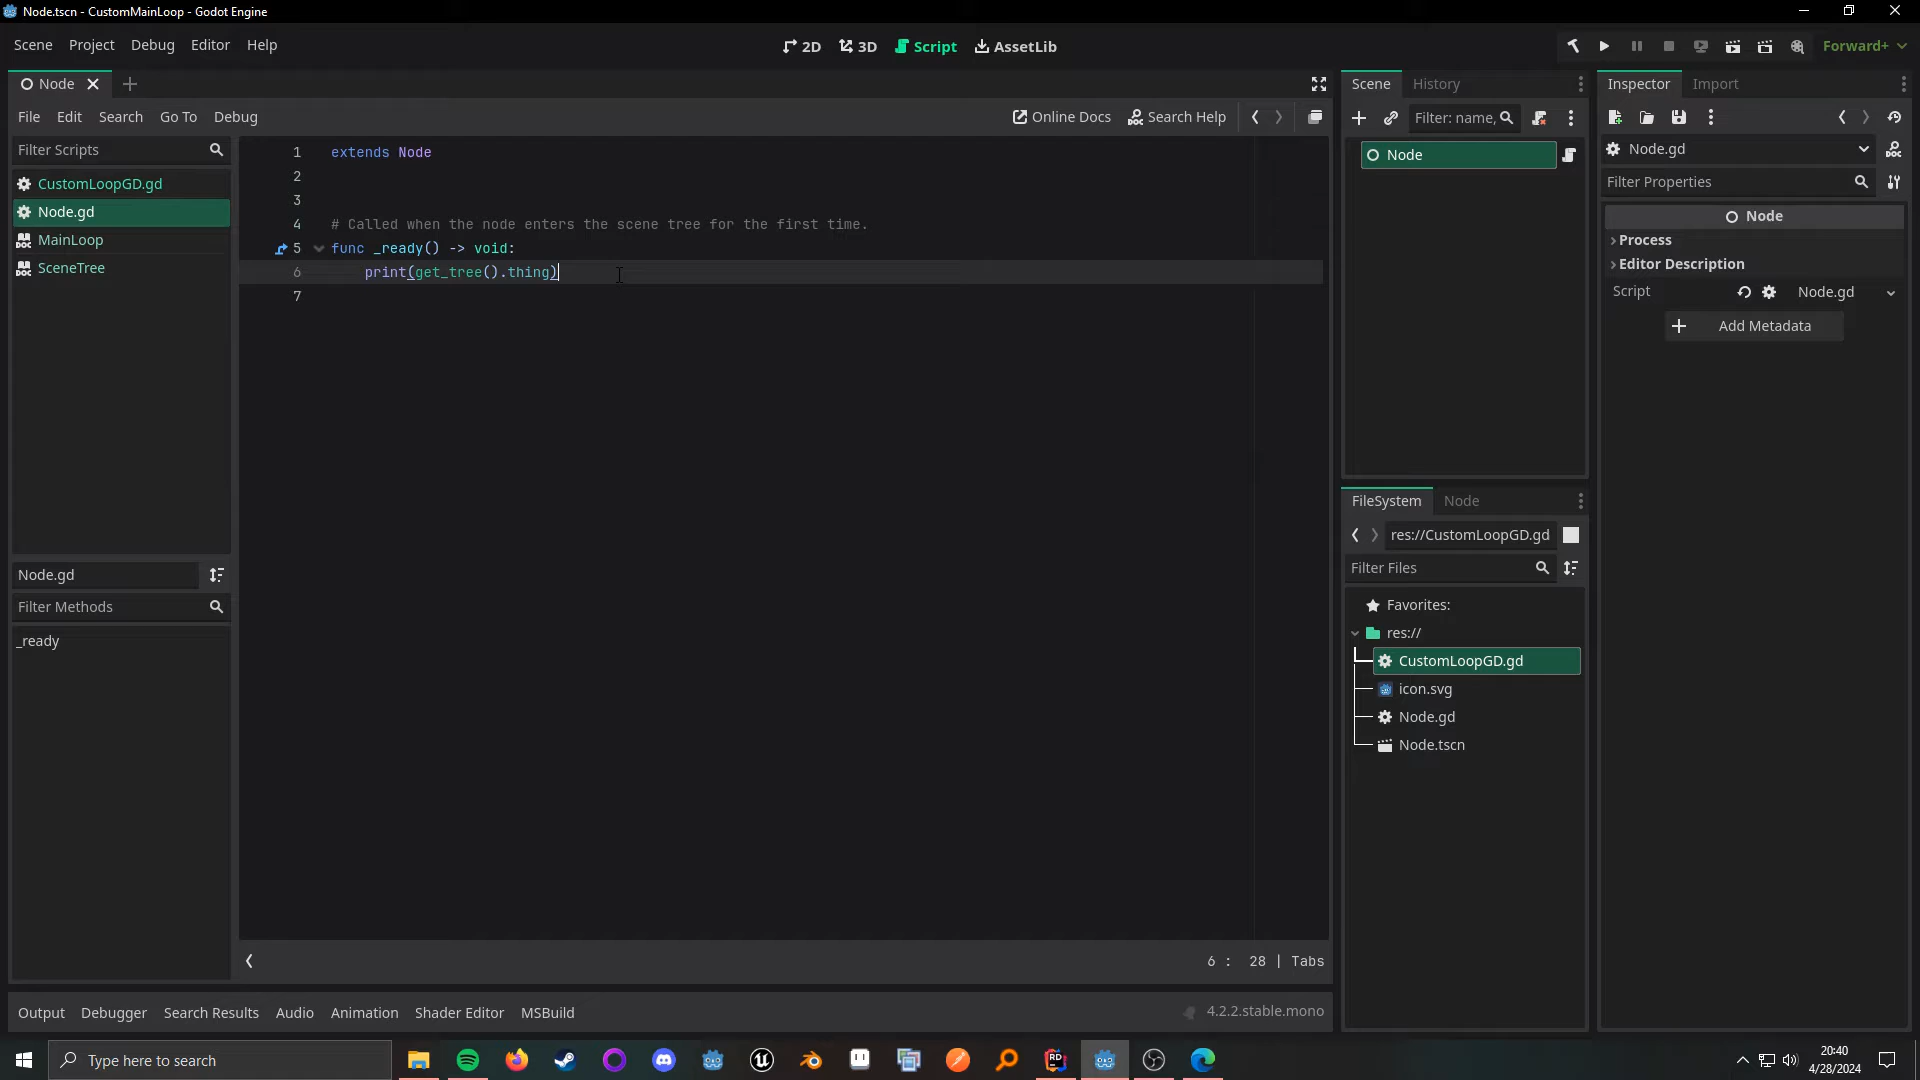 Node.tscn - CustomMainLoop - Godot Engine
Scene Project Debug Editor Help
2D 3D Script AssetLib
Forward+
Node
File Edit Search Go To Debug
Online Docs Search Help
Filter Scripts
CustomLoopGD.gd
Node.gd
MainLoop
SceneTree
Node.gd
Filter Methods
_ready
1 extends Node
2
3
4 # Called when the node enters the scene tree for the first time.
5 func _ready() -> void:
6 print(get_tree().thing)
7
6 : 28 | Tabs
Output Debugger Search Results Audio Animation Shader Editor MSBuild
4.2.2.stable.mono
Scene History
Filter: name,
Node
FileSystem Node
res://CustomLoopGD.gd
Filter Files
Favorites:
res://
CustomLoopGD.gd
icon.svg
Node.gd
Node.tscn
Inspector Import
Node.gd
Filter Properties
Node
Process
Editor Description
Script Node.gd
Add Metadata
Type here to search
RD
20:40
4/28/2024